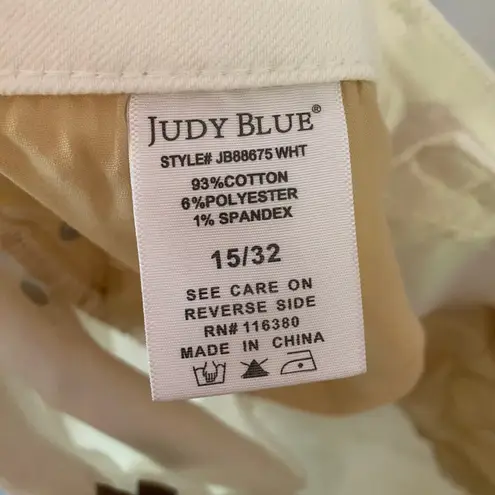 JUDY BLUE®
STYLE# JB88675 WHT
93%COTTON
6%POLYESTER
1% SPANDEX
15/32
SEE CARE ON
REVERSE SIDE
RN# 116380
MADE IN CHINA